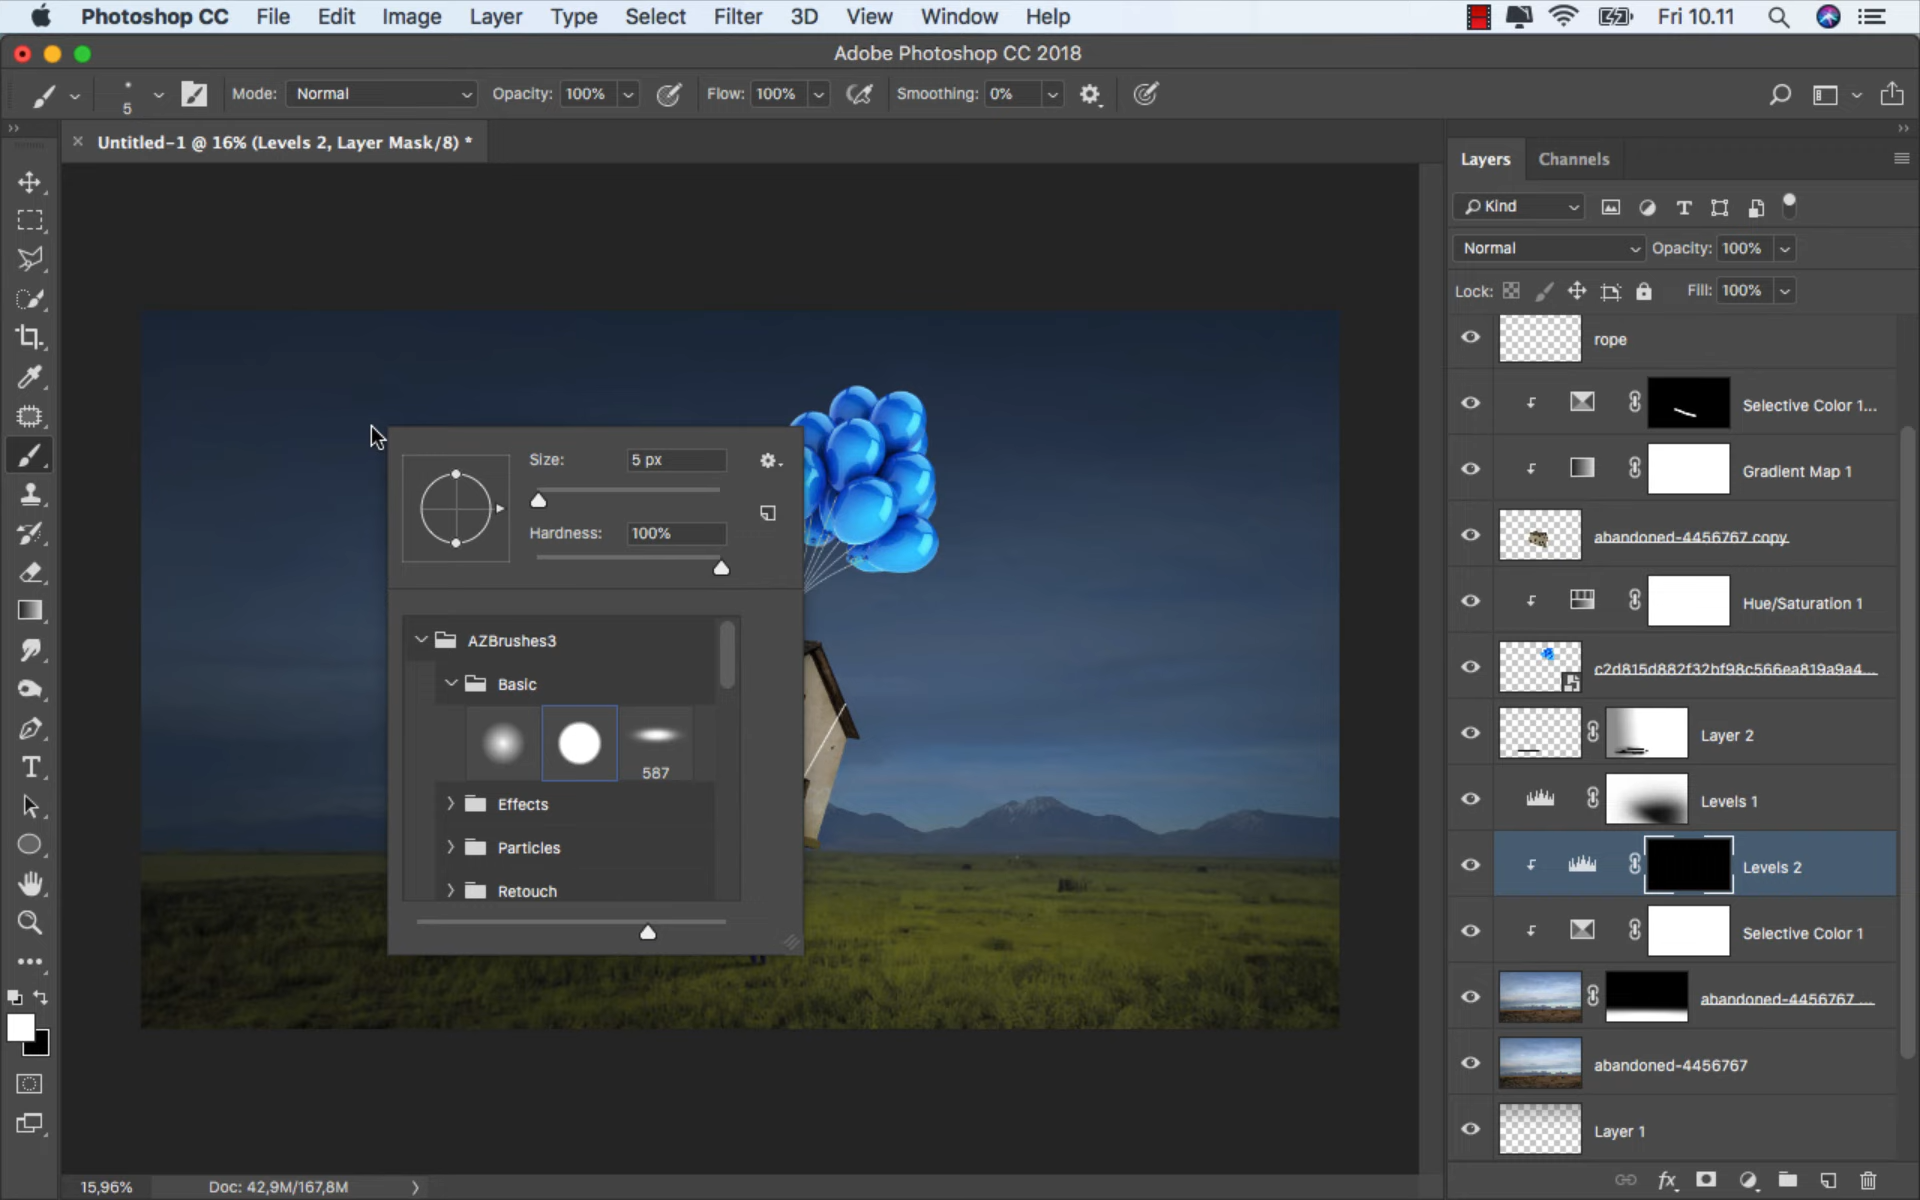 Photoshop CC File Edit Image Layer Type Select Filter 3D View Window Help Fri 10.11
Adobe Photoshop CC 2018
5 Mode: Normal Opacity: 100% Flow: 100% Smoothing: 0%
Untitled-1 @ 16% (Levels 2, Layer Mask/8) *
Layers Channels
Kind
Normal Opacity: 100%
Lock: Fill: 100%
rope
Selective Color 1...
Gradient Map 1
abandoned-4456767 copy
Hue/Saturation 1
c2d815d882f32bf98c566ea819a9a4...
Layer 2
Levels 1
Levels 2
Selective Color 1
abandoned-4456767 ...
abandoned-4456767
Layer 1
Size: 5 px
Hardness: 100%
AZBrushes3
Basic
587
Effects
Particles
Retouch
T
15,96% Doc: 42,9M/167,8M
fx